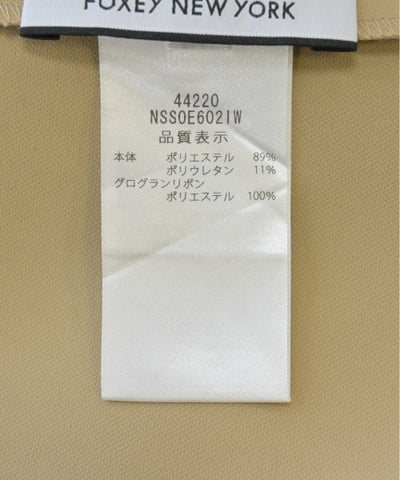 FOXEY NEW YORK
44220
NSSOE602IW
品質表示
本体 ポリエステル 89%
ポリウレタン 11%
グログランリボン
ポリエステル 100%